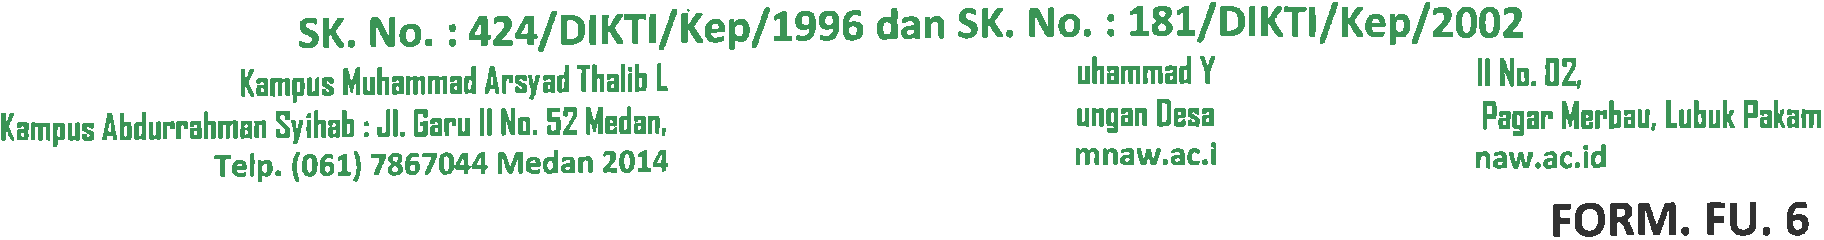 SK. No. : 424/DIKTI/Kep/1996 dan SK. No. : 181/DIKTI/Kep/2002
Kampus Muhammad Arsyad Thalib L uhammad Y II No. 02,
Kampus Abdurrahman Syihab : Jl. Garu II No. 52 Medan, ungan Desa Pagar Merbau, Lubuk Pakam
Telp. (061) 7867044 Medan 2014 mnaw.ac.i naw.ac.id
FORM. FU. 6